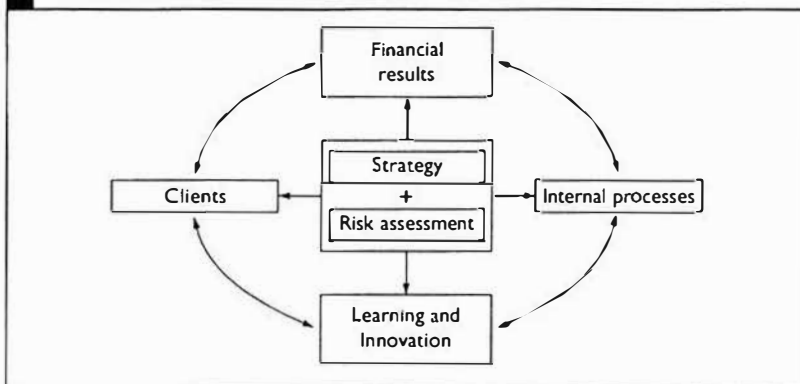 Financial
results
Strategy
Clients
+
Internal processes
Risk assessment
Learning and
Innovation